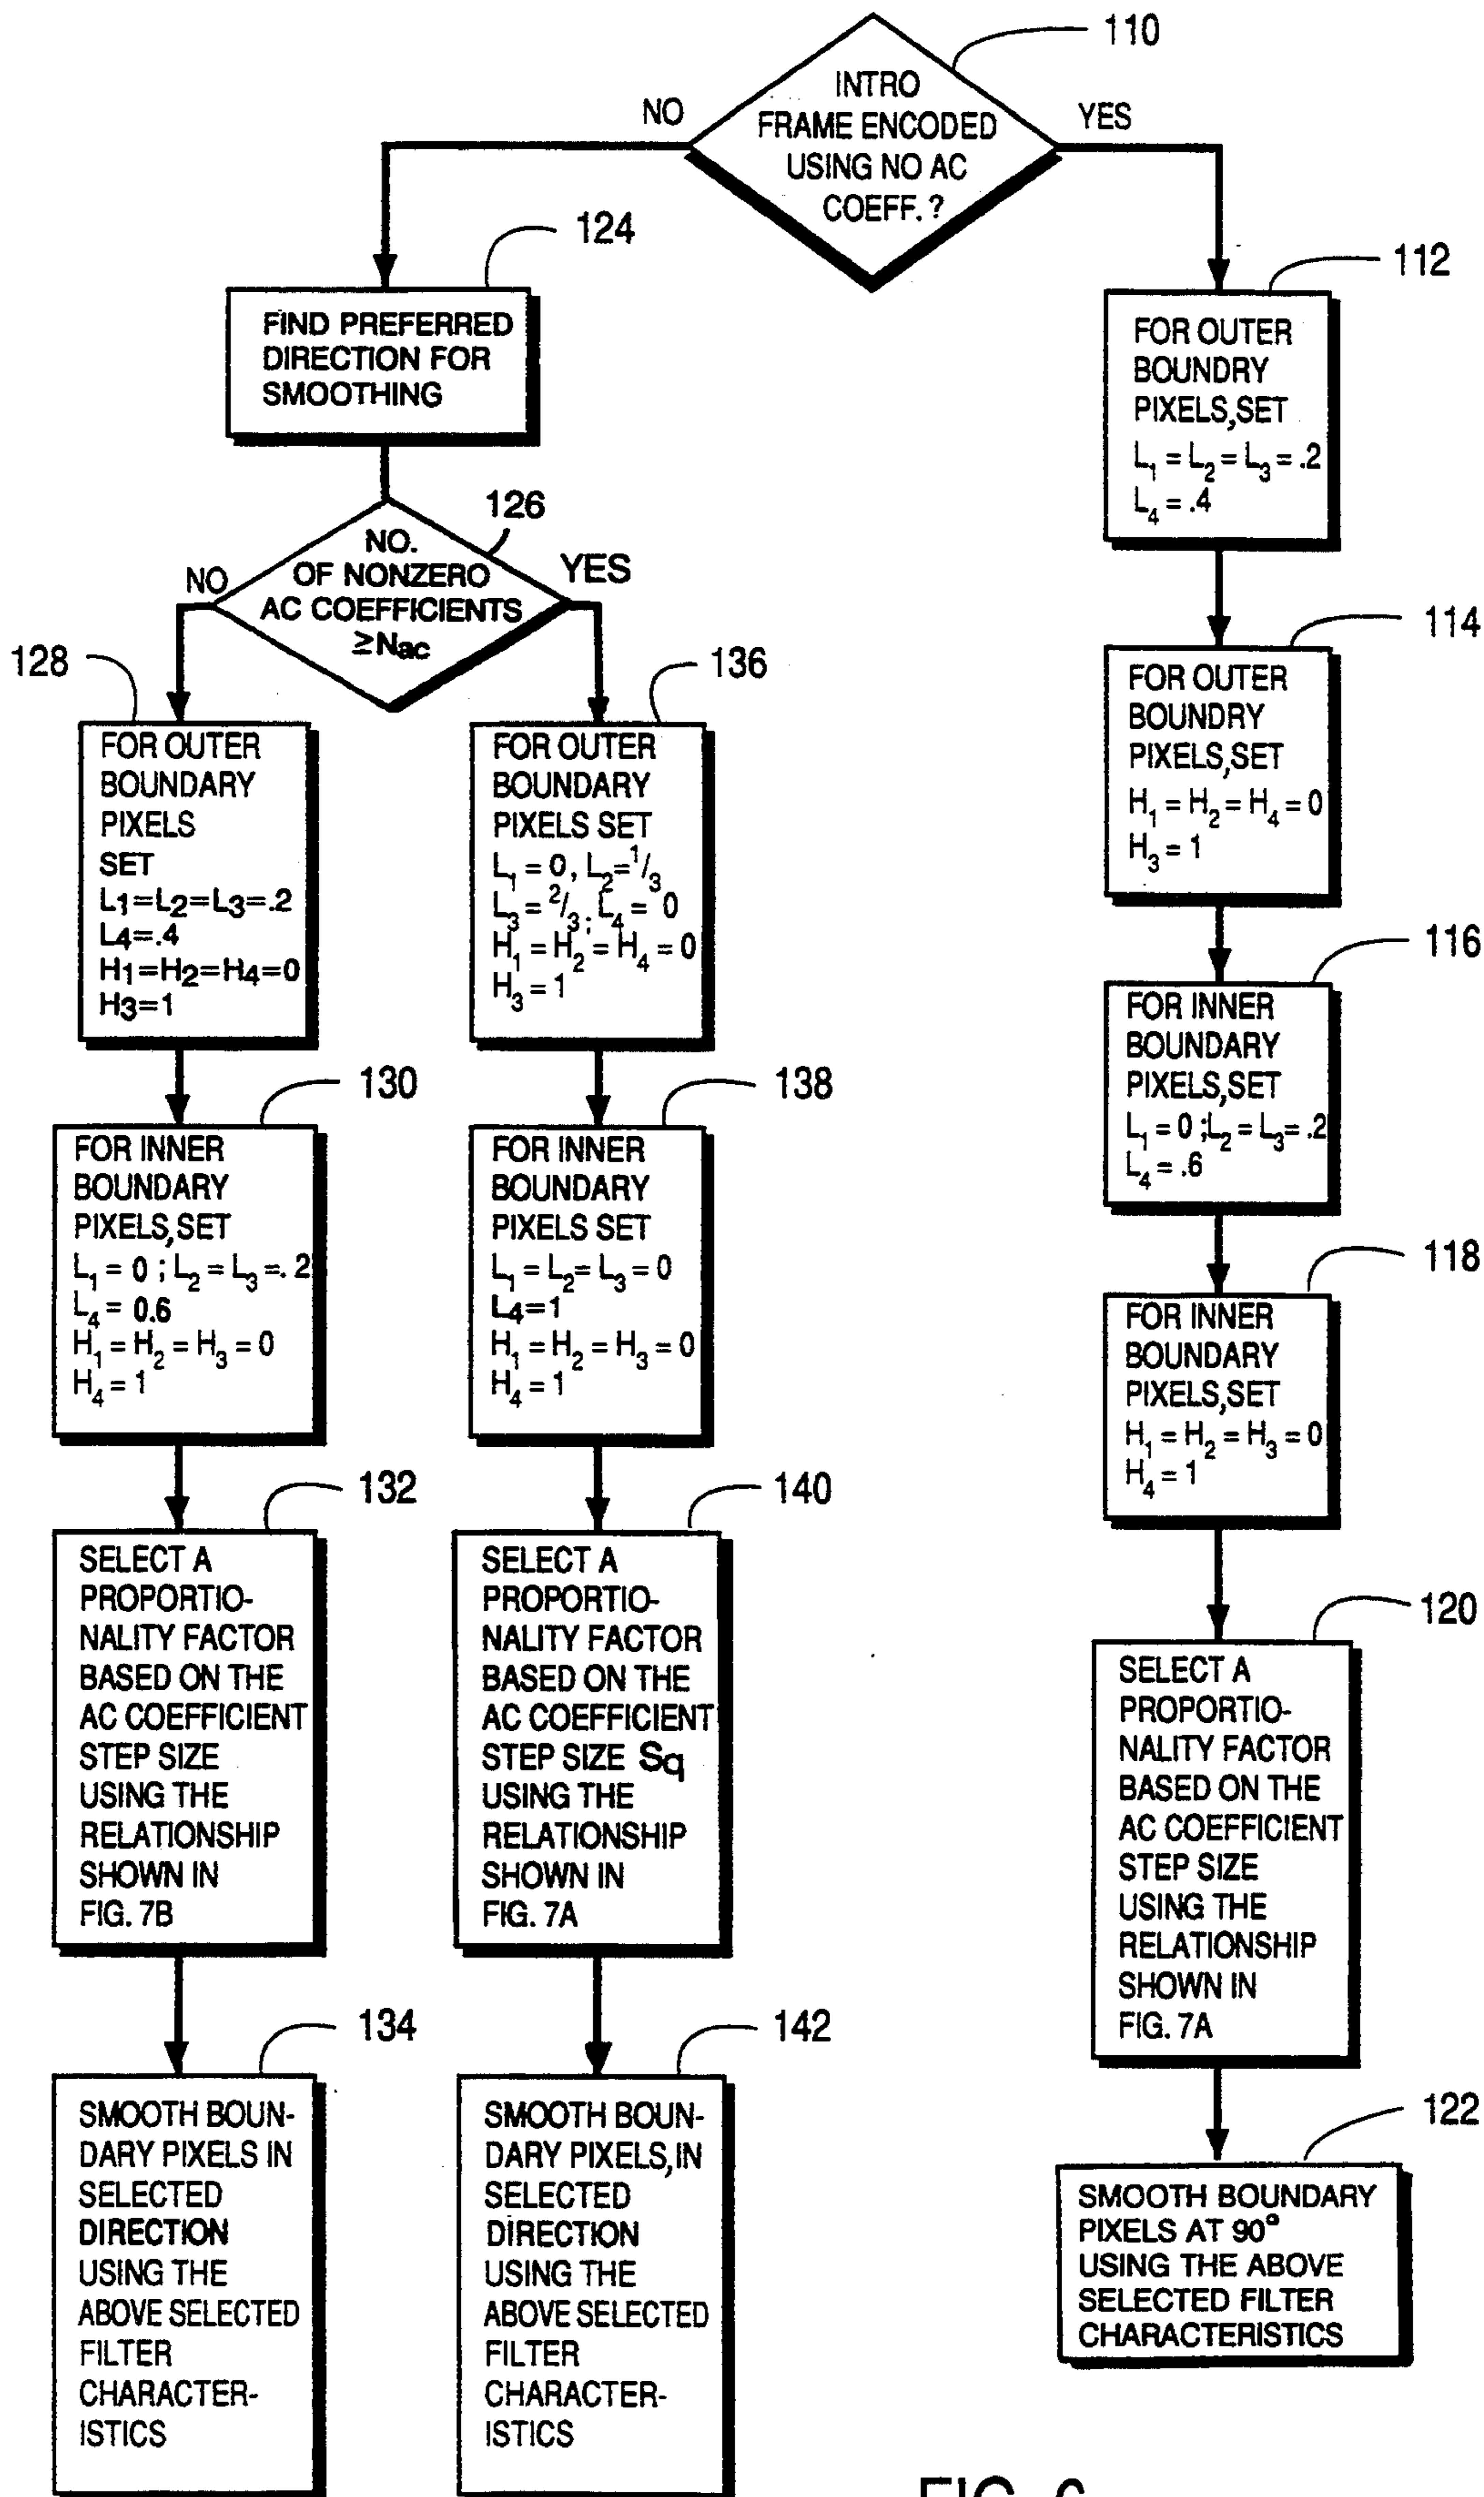 110
INTRO
FRAME ENCODED
USING NO AC
COEFF. ?
NO
YES
124
FIND PREFERRED
DIRECTION FOR
SMOOTHING
126
NO.
OF NONZERO
AC COEFFICIENTS
≥Nac
NO
YES
128
FOR OUTER
BOUNDARY
PIXELS
SET
L1=L2=L3=.2
L4=.4
H1=H2=H4=0
H3=1
130
FOR INNER
BOUNDARY
PIXELS,SET
L1 = 0 ; L2 = L3 =. 2
L4 = 0.6
H1 = H2 = H3 = 0
H4 = 1
132
SELECT A
PROPORTIO-
NALITY FACTOR
BASED ON THE
AC COEFFICIENT
STEP SIZE
USING THE
RELATIONSHIP
SHOWN IN
FIG. 7B
134
SMOOTH BOUN-
DARY PIXELS IN
SELECTED
DIRECTION
USING THE
ABOVE SELECTED
FILTER
CHARACTER-
ISTICS
136
FOR OUTER
BOUNDARY
PIXELS SET
L1 = 0, L2=1/3
L3 = 2/3; L4 = 0
H1 = H2 = H4 = 0
H3 = 1
138
FOR INNER
BOUNDARY
PIXELS SET
L1 = L2= L3 = 0
L4=1
H1 = H2 = H3 = 0
H4 = 1
140
SELECT A
PROPORTIO-
NALITY FACTOR
BASED ON THE
AC COEFFICIENT
STEP SIZE Sq
USING THE
RELATIONSHIP
SHOWN IN
FIG. 7A
142
SMOOTH BOUN-
DARY PIXELS, IN
SELECTED
DIRECTION
USING THE
ABOVE SELECTED
FILTER
CHARACTER-
ISTICS
112
FOR OUTER
BOUNDRY
PIXELS,SET
L1 = L2 = L3 = .2
L4 = .4
114
FOR OUTER
BOUNDRY
PIXELS,SET
H1 = H2 = H4 = 0
H3 = 1
116
FOR INNER
BOUNDARY
PIXELS,SET
L1 = 0 ;L2 = L3 = .2
L4 = .6
118
FOR INNER
BOUNDARY
PIXELS,SET
H1 = H2 = H3 = 0
H4 = 1
120
SELECT A
PROPORTIO-
NALITY FACTOR
BASED ON THE
AC COEFFICIENT
STEP SIZE
USING THE
RELATIONSHIP
SHOWN IN
FIG. 7A
122
SMOOTH BOUNDARY
PIXELS AT 90°
USING THE ABOVE
SELECTED FILTER
CHARACTERISTICS
FIG. 6